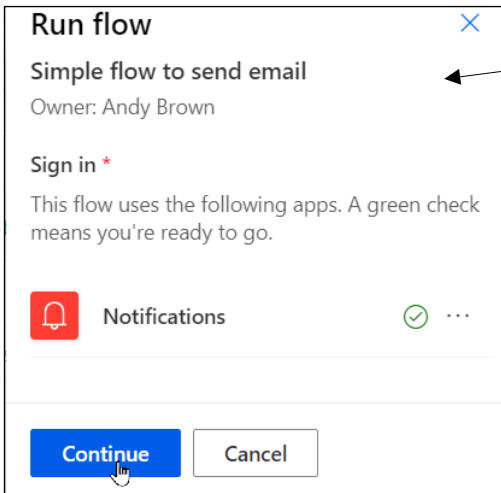 Run flow
Simple flow to send email
Owner: Andy Brown
Sign in *
This flow uses the following apps. A green check
means you're ready to go.
Notifications
Continue Cancel